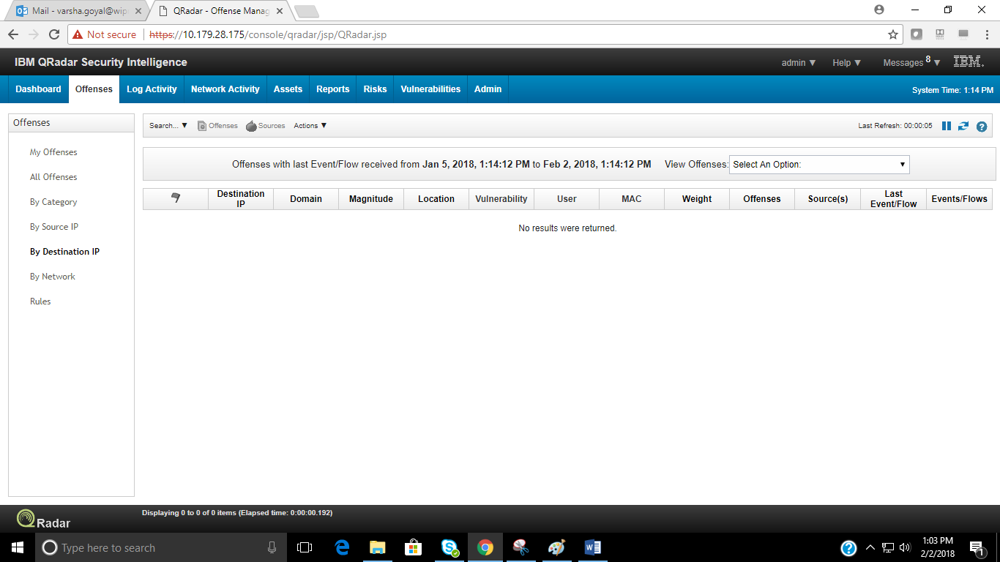 Mail - varsha.goyal@wip
QRadar - Offense Manag
Not secure https://10.179.28.175/console/qradar/jsp/QRadar.jsp
IBM QRadar Security Intelligence
admin ▼ Help ▼ Messages 8 ▼ IBM.
Dashboard Offenses Log Activity Network Activity Assets Reports Risks Vulnerabilities Admin System Time: 1:14 PM
Offenses
My Offenses
All Offenses
By Category
By Source IP
By Destination IP
By Network
Rules
Search... ▼ Offenses Sources Actions ▼ Last Refresh: 00:00:05
Offenses with last Event/Flow received from Jan 5, 2018, 1:14:12 PM to Feb 2, 2018, 1:14:12 PM View Offenses: Select An Option:
Destination IP Domain Magnitude Location Vulnerability User MAC Weight Offenses Source(s) Last Event/Flow Events/Flows
No results were returned.
QRadar
Displaying 0 to 0 of 0 items (Elapsed time: 0:00:00.192)
Type here to search
1:03 PM
2/2/2018
1